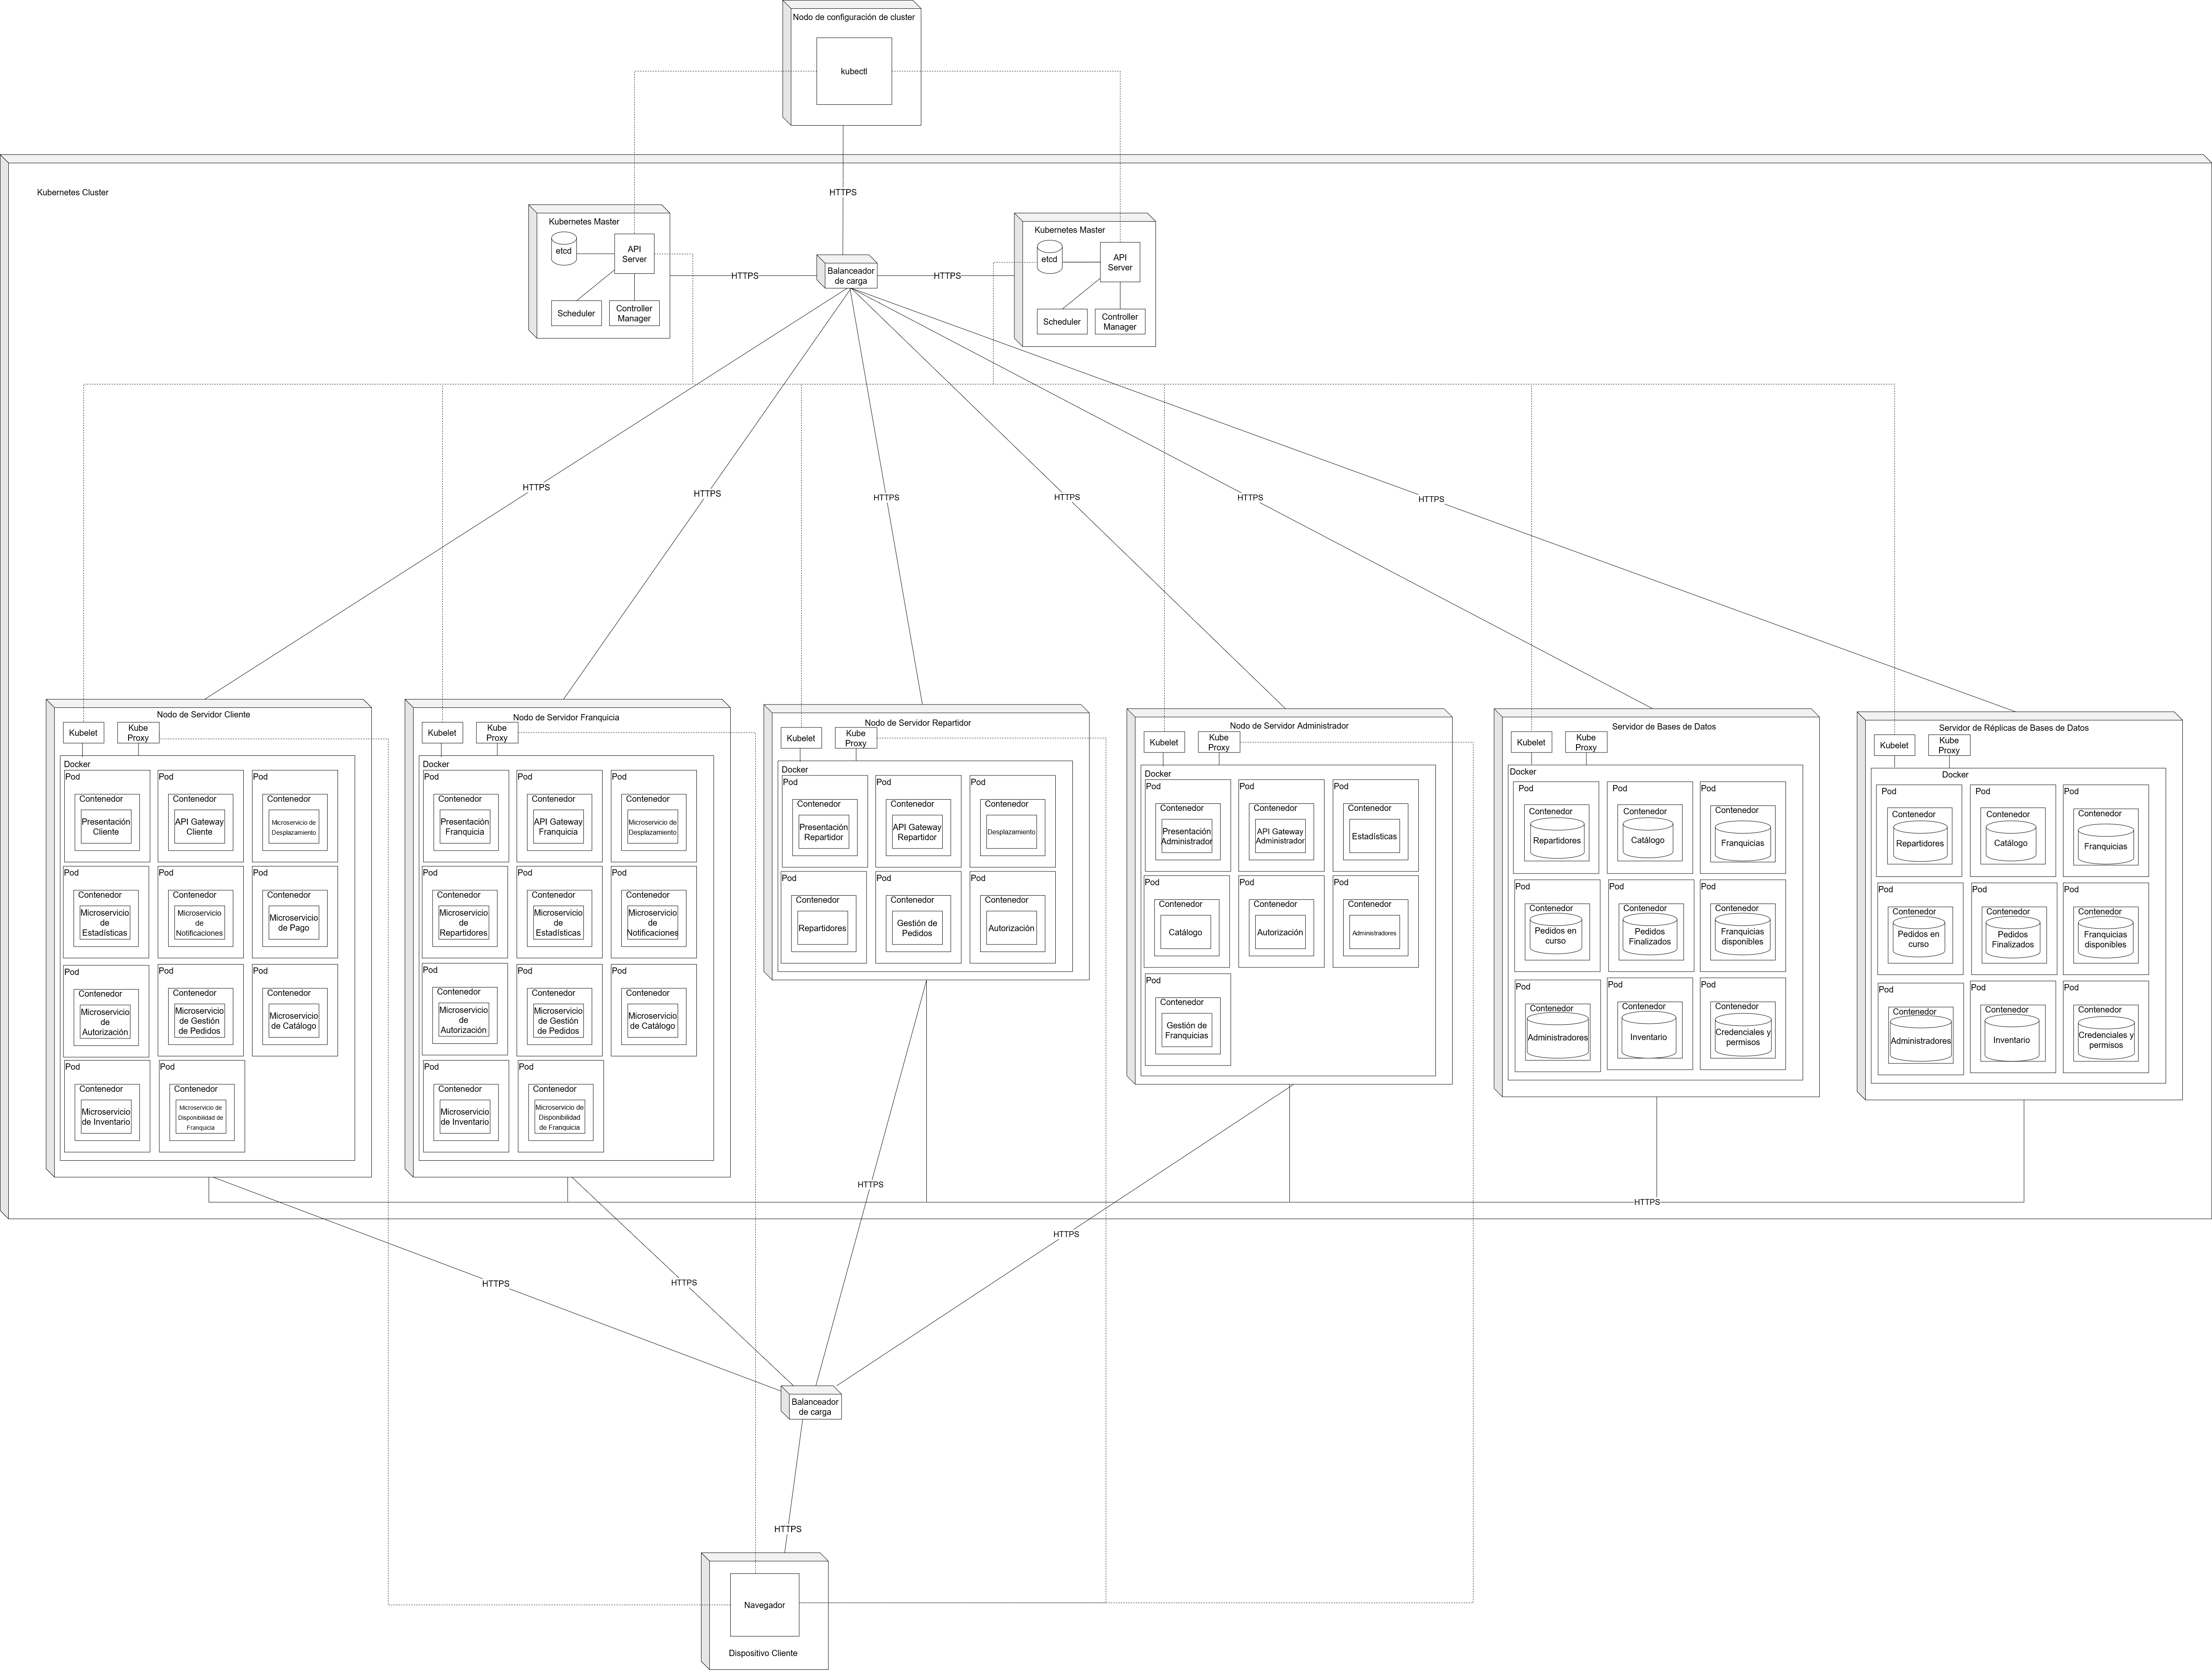 Nodo de configuración de cluster
kubectl
HTTPS
Kubernetes Cluster
Kubernetes Master
etcd
API
Server
Scheduler
Controller
Manager
HTTPS
Balanceador
de carga
HTTPS
Kubernetes Master
etcd
API
Server
Scheduler
Controller
Manager
HTTPS
HTTPS
HTTPS
HTTPS
HTTPS
HTTPS
Nodo de Servidor Cliente
Kubelet
Kube
Proxy
Docker
Pod
Contenedor
Presentación
Cliente
Pod
Contenedor
API Gateway
Cliente
Pod
Contenedor
Microservicio de
Desplazamiento
Pod
Contenedor
Microservicio
de
Estadísticas
Pod
Contenedor
Microservicio
de
Notificaciones
Pod
Contenedor
Microservicio
de Pago
Pod
Contenedor
Microservicio
de
Autorización
Pod
Contenedor
Microservicio
de Gestión
de Pedidos
Pod
Contenedor
Microservicio
de Catálogo
Pod
Contenedor
Microservicio
de Inventario
Pod
Contenedor
Microservicio de
Disponibilidad de
Franquicia
Nodo de Servidor Franquicia
Kubelet
Kube
Proxy
Docker
Pod
Contenedor
Presentación
Franquicia
Pod
Contenedor
API Gateway
Franquicia
Pod
Contenedor
Microservicio de
Desplazamiento
Pod
Contenedor
Microservicio
de
Repartidores
Pod
Contenedor
Microservicio
de
Estadísticas
Pod
Contenedor
Microservicio
de
Notificaciones
Pod
Contenedor
Microservicio
de
Autorización
Pod
Contenedor
Microservicio
de Gestión
de Pedidos
Pod
Contenedor
Microservicio
de Catálogo
Pod
Contenedor
Microservicio
de Inventario
Pod
Contenedor
Microservicio de
Disponibilidad
de Franquicia
Nodo de Servidor Repartidor
Kubelet
Kube
Proxy
Docker
Pod
Contenedor
Presentación
Repartidor
Pod
Contenedor
API Gateway
Repartidor
Pod
Contenedor
Desplazamiento
Pod
Contenedor
Repartidores
Pod
Contenedor
Gestión de
Pedidos
Pod
Contenedor
Autorización
Nodo de Servidor Administrador
Kubelet
Kube
Proxy
Docker
Pod
Contenedor
Presentación
Administrador
Pod
Contenedor
API Gateway
Administrador
Pod
Contenedor
Estadísticas
Pod
Contenedor
Catálogo
Pod
Contenedor
Autorización
Pod
Contenedor
Administradores
Pod
Contenedor
Gestión de
Franquicias
Servidor de Bases de Datos
Kubelet
Kube
Proxy
Docker
Pod
Contenedor
Repartidores
Pod
Contenedor
Catálogo
Pod
Contenedor
Franquicias
Pod
Contenedor
Pedidos en
curso
Pod
Contenedor
Pedidos
Finalizados
Pod
Contenedor
Franquicias
disponibles
Pod
Contenedor
Administradores
Pod
Contenedor
Inventario
Pod
Contenedor
Credenciales y
permisos
Servidor de Réplicas de Bases de Datos
Kubelet
Kube
Proxy
Docker
Pod
Contenedor
Repartidores
Pod
Contenedor
Catálogo
Pod
Contenedor
Franquicias
Pod
Contenedor
Pedidos en
curso
Pod
Contenedor
Pedidos
Finalizados
Pod
Contenedor
Franquicias
disponibles
Pod
Contenedor
Administradores
Pod
Contenedor
Inventario
Pod
Contenedor
Credenciales y
permisos
HTTPS
HTTPS
HTTPS
HTTPS
HTTPS
Balanceador
de carga
HTTPS
Navegador
Dispositivo Cliente